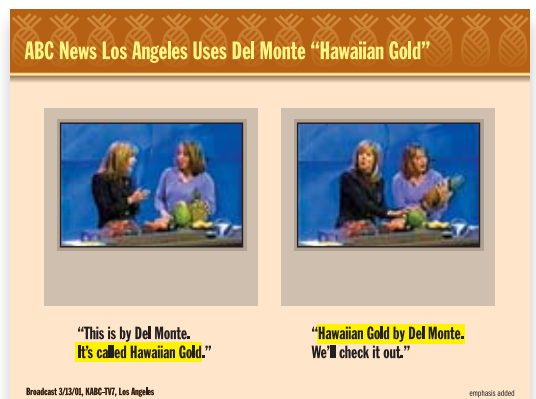 ABC News Los Angeles Uses Del Monte “Hawaiian Gold”
“This is by Del Monte.
It’s called Hawaiian Gold.”
“Hawaiian Gold by Del Monte.
We’ll check it out.”
Broadcast 3/13/01, KABC-TV7, Los Angeles
emphasis added